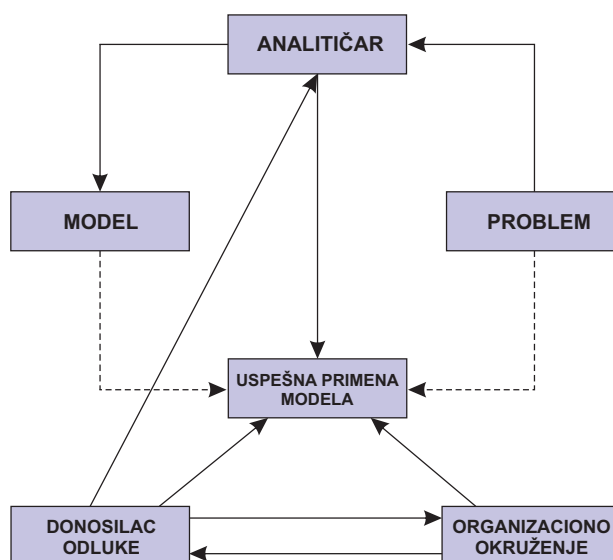 ANALITIČAR
MODEL
PROBLEM
USPEŠNA PRIMENA
MODELA
DONOSILAC
ODLUKE
ORGANIZACIONO
OKRUŽENJE